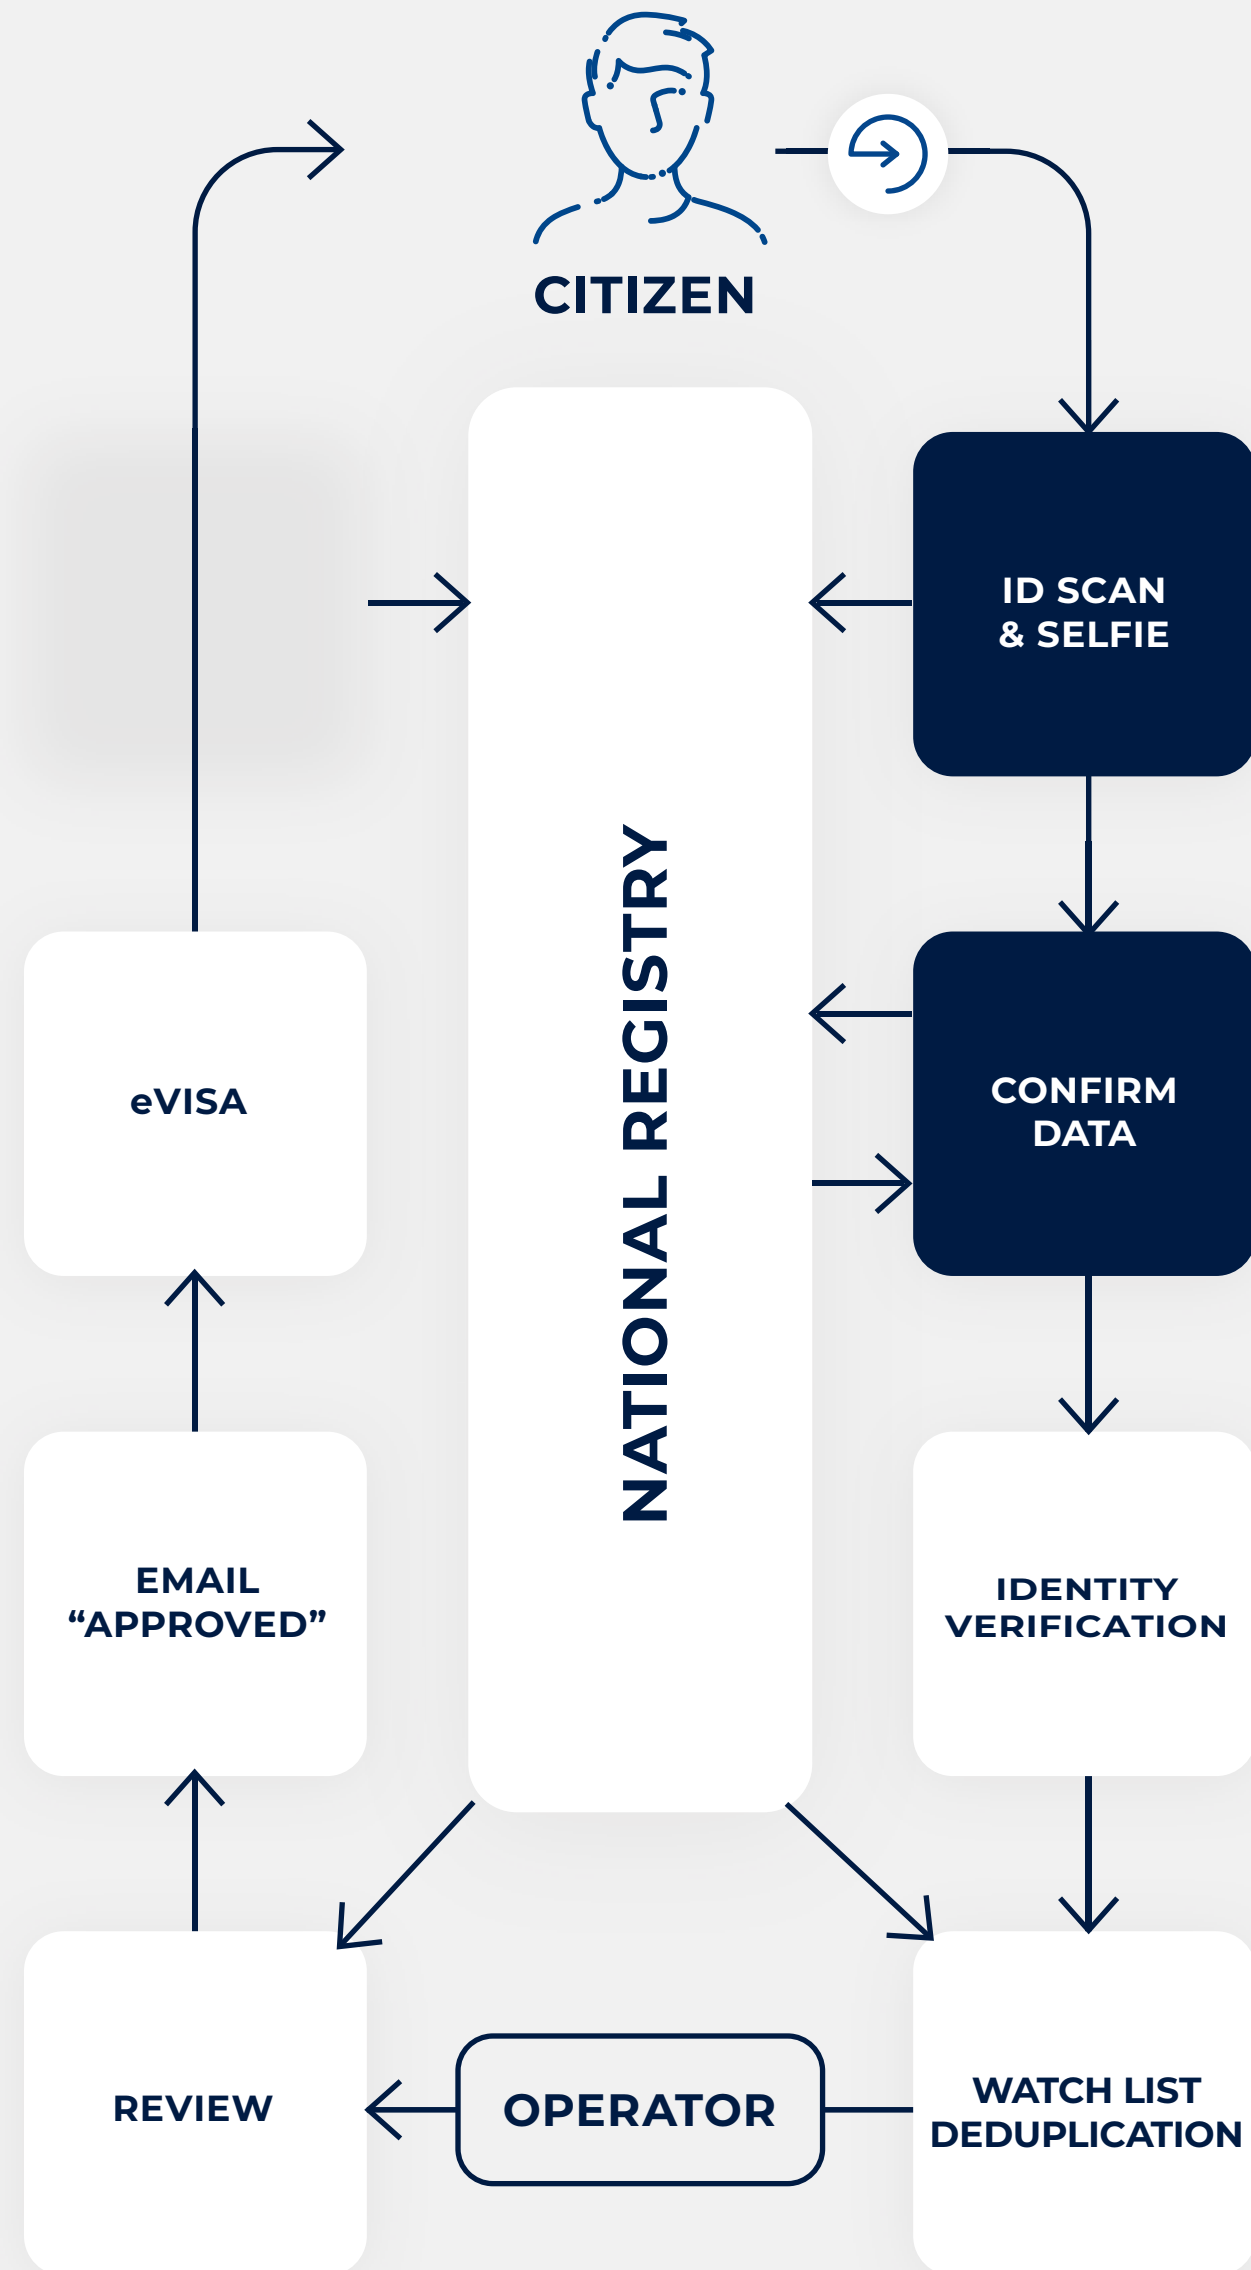 CITIZEN
ID SCAN
& SELFIE
NATIONAL REGISTRY
CONFIRM
DATA
eVISA
EMAIL
“APPROVED”
IDENTITY
VERIFICATION
REVIEW
OPERATOR
WATCH LIST
DEDUPLICATION